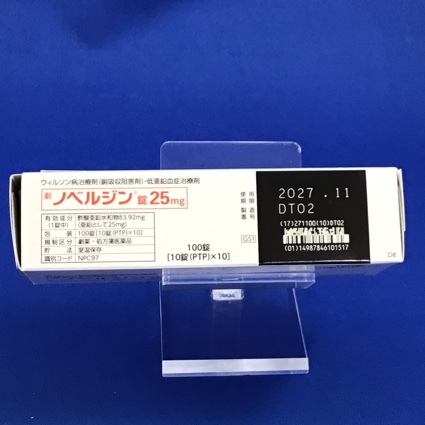 ウィルソン病治療剤(銅吸収阻害剤)・低亜鉛血症治療剤
劇 ノベルジン®錠25mg
有効成分 酢酸亜鉛水和物83.92mg
(1錠中) (亜鉛として25mg)
包装 100錠[10錠(PTP)×10]
規制区分 劇薬・処方箋医薬品
貯法 室温保存
識別コード NPC97
100錠
[10錠(PTP)×10]
使用期限
製造番号
GS1
2027.11
DT02
(17)271100(10)DT02
(01)14987846101517
D8